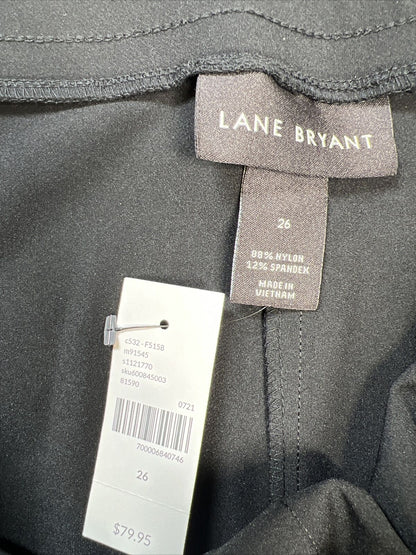 LANE BRYANT
26
88% NYLON
12% SPANDEX
MADE IN
VIETNAM
c532 - F515B
m91545
s1121770
sku600845003
81590
0721
700006840746
26
$79.95